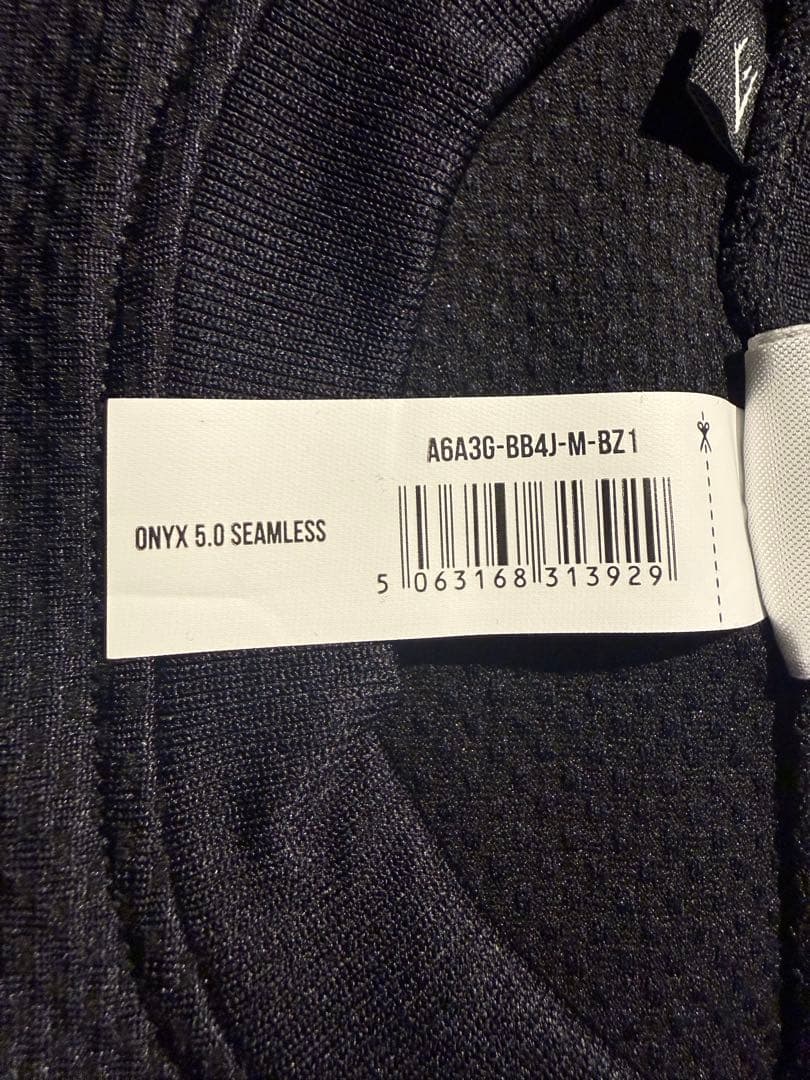 A6A3G-BB4J-M-BZ1
ONYX 5.0 SEAMLESS
5 063168 313929